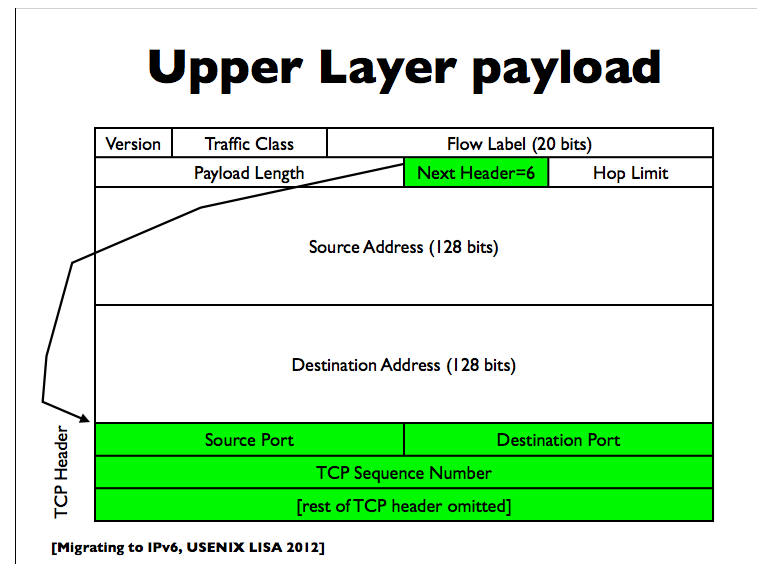 Upper Layer payload
Version Traffic Class Flow Label (20 bits)
Payload Length Next Header=6 Hop Limit
Source Address (128 bits)
Destination Address (128 bits)
TCP Header
Source Port Destination Port
TCP Sequence Number
[rest of TCP header omitted]
[Migrating to IPv6, USENIX LISA 2012]